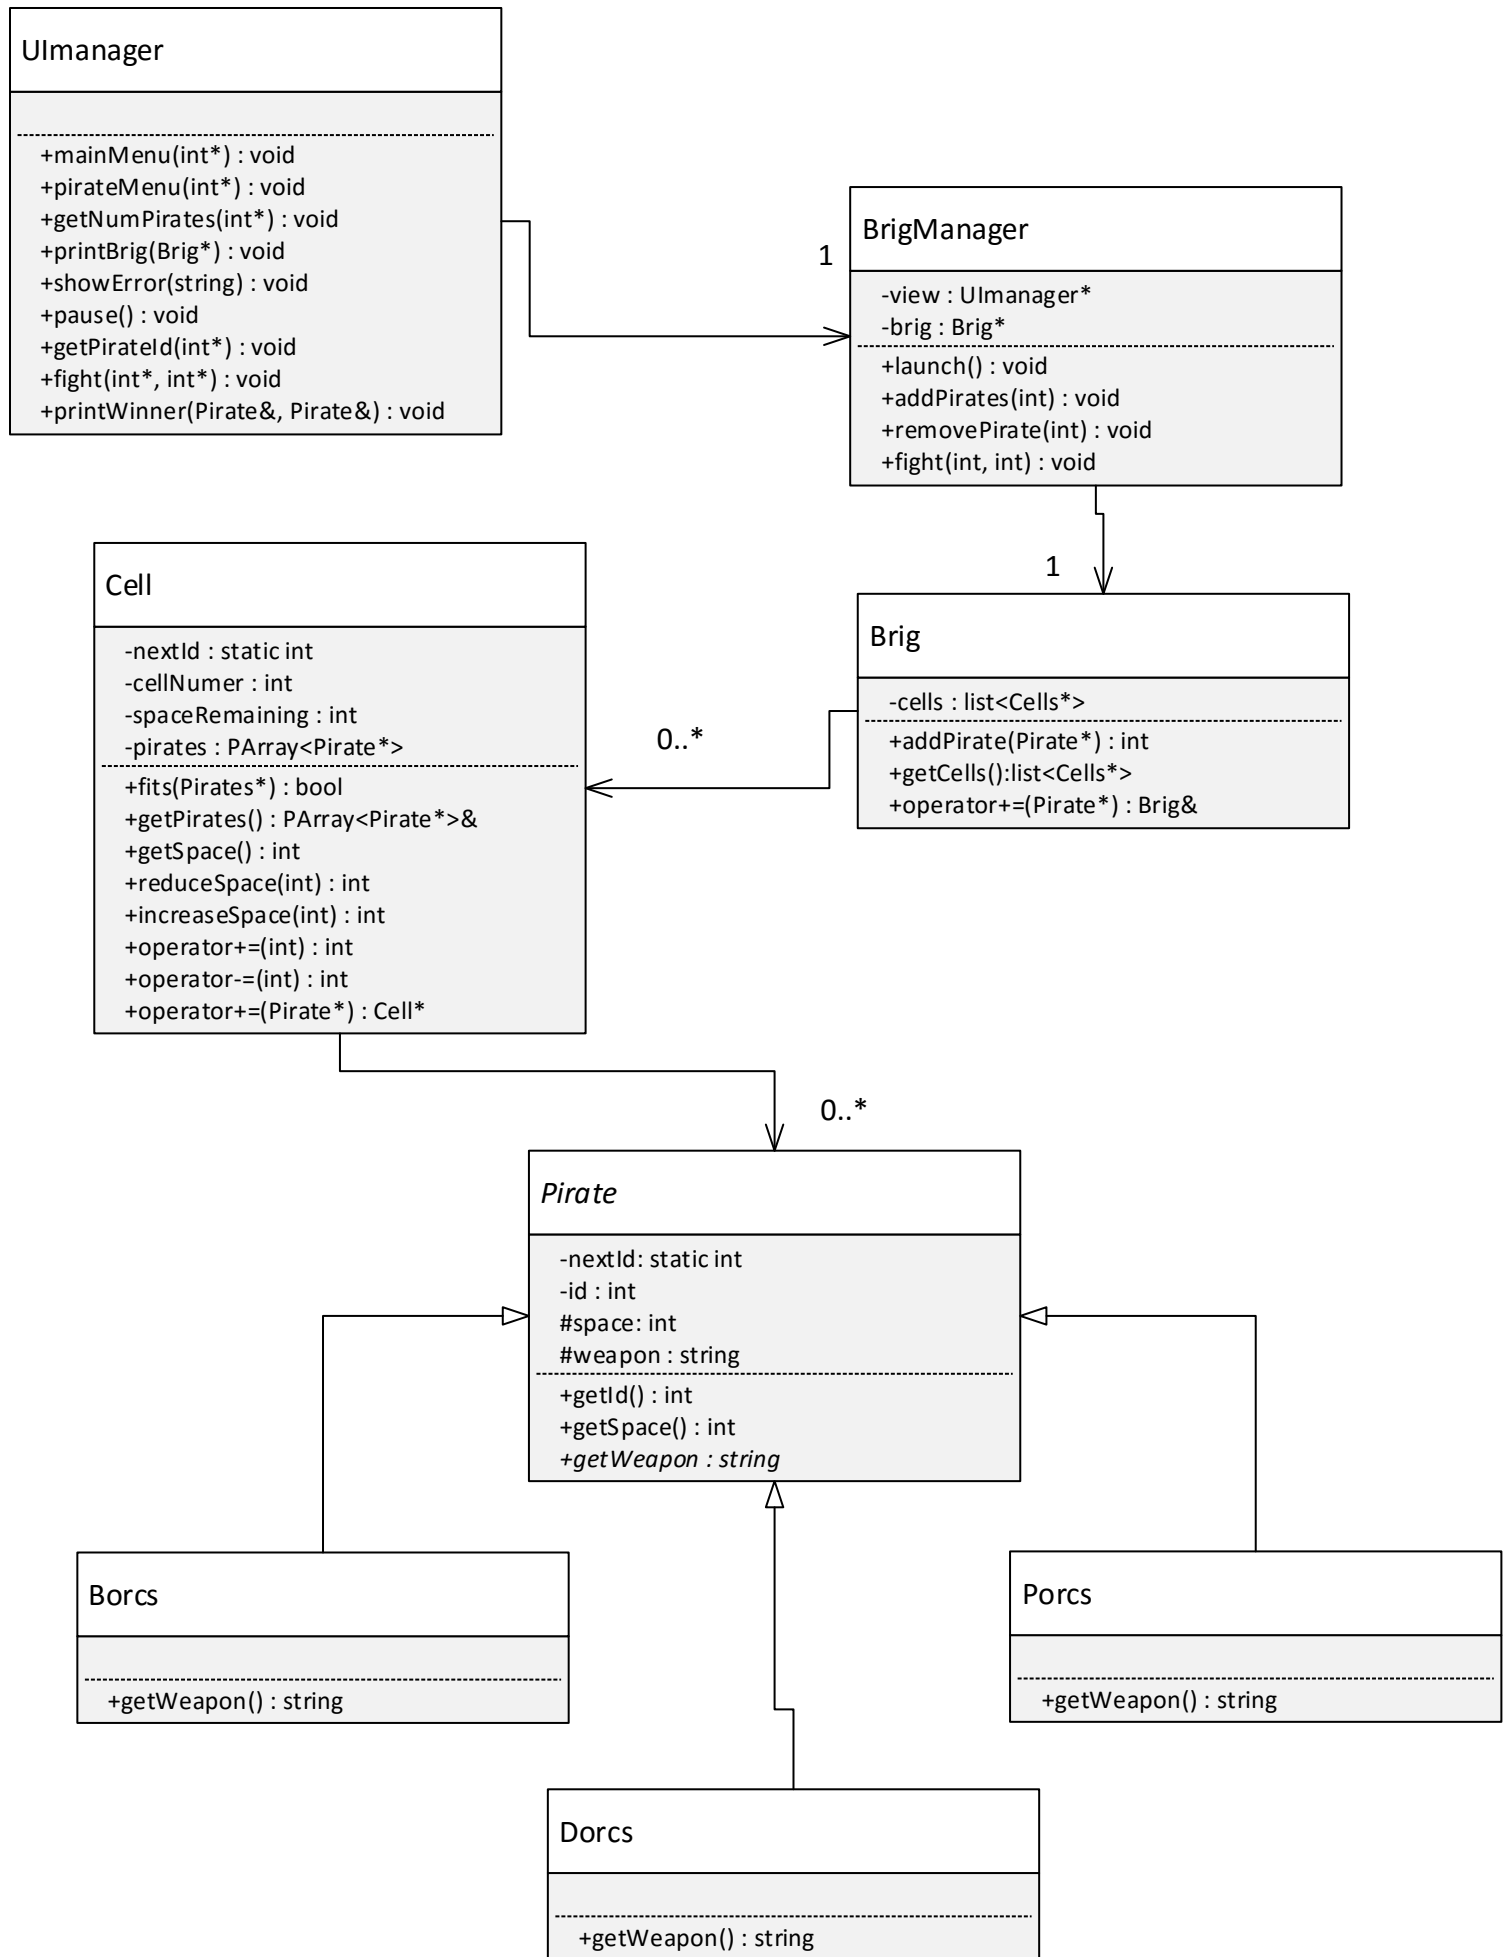 UImanager
+mainMenu(int*) : void
+pirateMenu(int*) : void
+getNumPirates(int*) : void
+printBrig(Brig*) : void
+showError(string) : void
+pause() : void
+getPirateId(int*) : void
+fight(int*, int*) : void
+printWinner(Pirate&, Pirate&) : void
1
BrigManager
-view : UImanager*
-brig : Brig*
+launch() : void
+addPirates(int) : void
+removePirate(int) : void
+fight(int, int) : void
1
Brig
-cells : list<Cells*>
+addPirate(Pirate*) : int
+getCells():list<Cells*>
+operator+=(Pirate*) : Brig&
0..*
Cell
-nextId : static int
-cellNumer : int
-spaceRemaining : int
-pirates : PArray<Pirate*>
+fits(Pirates*) : bool
+getPirates() : PArray<Pirate*>&
+getSpace() : int
+reduceSpace(int) : int
+increaseSpace(int) : int
+operator+=(int) : int
+operator-=(int) : int
+operator+=(Pirate*) : Cell*
0..*
Pirate
-nextId: static int
-id : int
#space: int
#weapon : string
+getId() : int
+getSpace() : int
+getWeapon : string
Borcs
+getWeapon() : string
Porcs
+getWeapon() : string
Dorcs
+getWeapon() : string